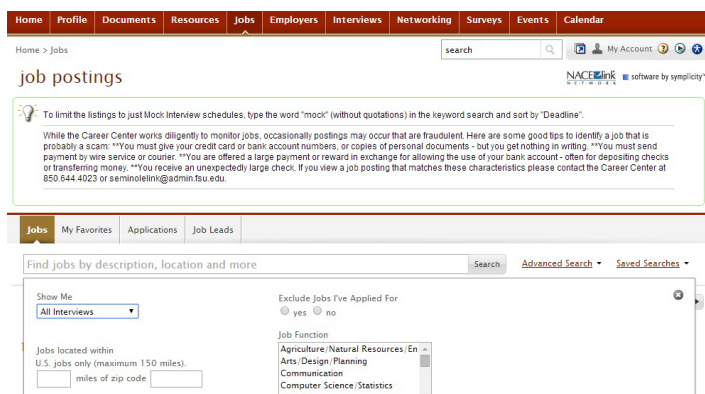 Home Profile Documents Resources Jobs Employers Interviews Networking Surveys Events Calendar
Home > Jobs
search
My Account
job postings
NACElink NETWORK software by symplicity
To limit the listings to just Mock Interview schedules, type the word "mock" (without quotations) in the keyword search and sort by "Deadline".
While the Career Center works diligently to monitor jobs, occasionally postings may occur that are fraudulent. Here are some good tips to identify a job that is
probably a scam: **You must give your credit card or bank account numbers, or copies of personal documents - but you get nothing in writing. **You must send
payment by wire service or courier. **You are offered a large payment or reward in exchange for allowing the use of your bank account - often for depositing checks
or transferring money. **You receive an unexpectedly large check. If you view a job posting that matches these characteristics please contact the Career Center at
850.644.4023 or seminolelink@admin.fsu.edu.
Jobs My Favorites Applications Job Leads
Find jobs by description, location and more
Search
Advanced Search
Saved Searches
Show Me
All Interviews
Jobs located within
U.S. jobs only (maximum 150 miles).
miles of zip code
Exclude Jobs I've Applied For
yes no
Job Function
Agriculture/Natural Resources/En
Arts/Design/Planning
Communication
Computer Science/Statistics